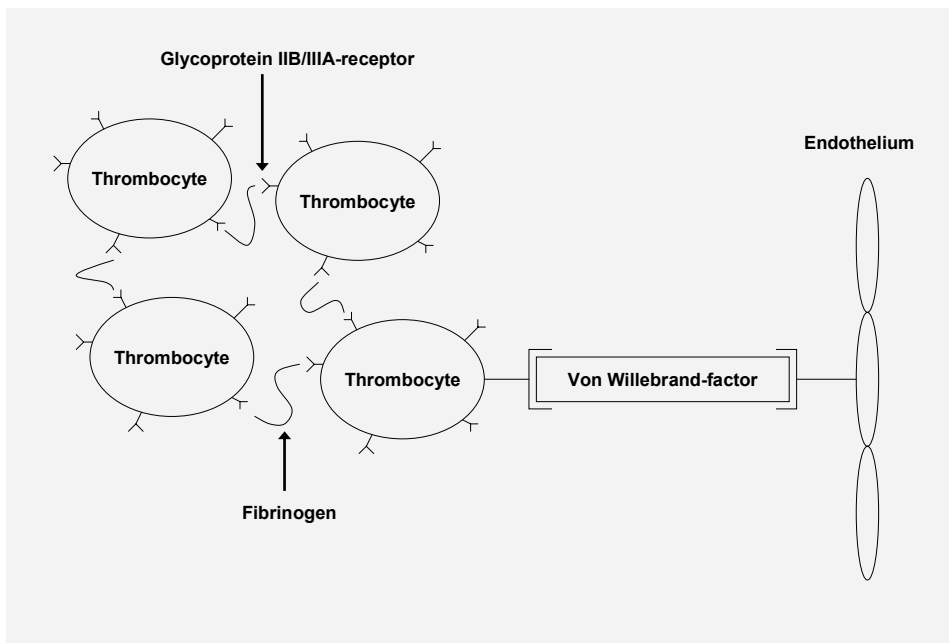 Glycoprotein IIB/IIIA-receptor
Endothelium
Thrombocyte
Thrombocyte
Thrombocyte
Thrombocyte
Von Willebrand-factor
Fibrinogen